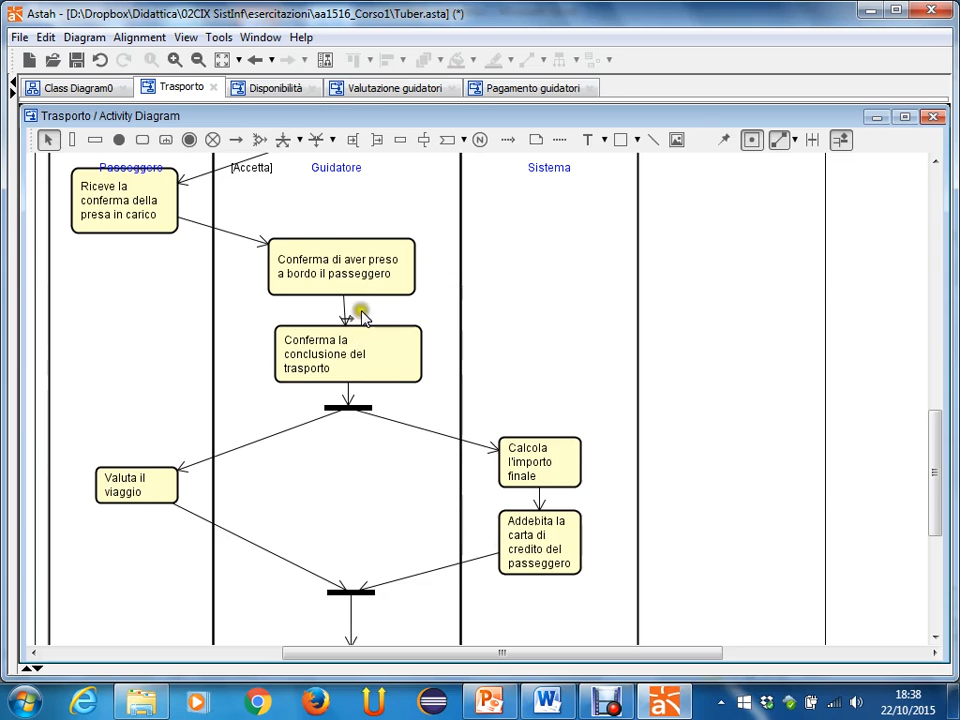 Astah - [D:\Dropbox\Didattica\02CIX SistInf\esercitazioni\aa1516_Corso1\Tuber.asta] (*)
File Edit Diagram Alignment View Tools Window Help
Class Diagram0 Trasporto Disponibilità Valutazione guidatori Pagamento guidatori
Trasporto / Activity Diagram
N T
Passeggero [Accetta] Guidatore Sistema
Riceve la
conferma della
presa in carico
Conferma di aver preso
a bordo il passeggero
Conferma la
conclusione del
trasporto
Calcola
l'importo
finale
Valuta il
viaggio
Addebita la
carta di
credito del
passeggero
18:38
22/10/2015